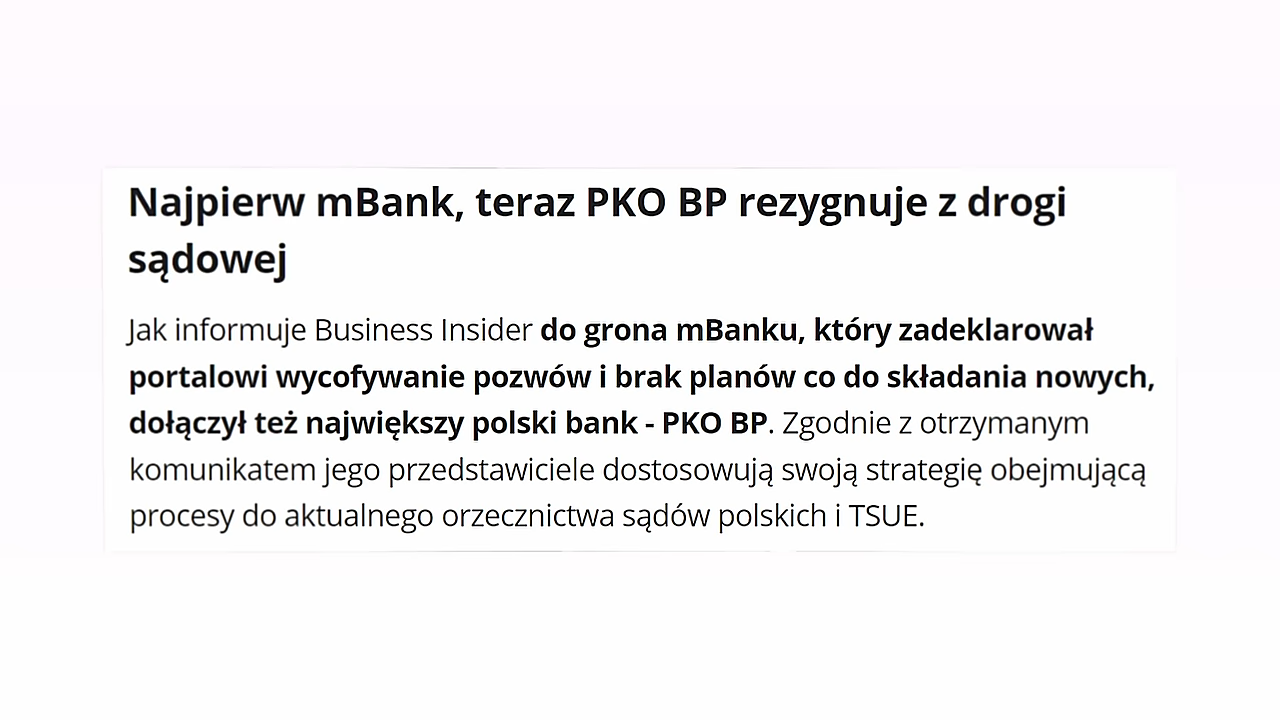 Najpierw mBank, teraz PKO BP rezygnuje z drogi
sądowej
Jak informuje Business Insider do grona mBanku, który zadeklarował
portalowi wycofywanie pozwów i brak planów co do składania nowych,
dołączył też największy polski bank - PKO BP. Zgodnie z otrzymanym
komunikatem jego przedstawiciele dostosowują swoją strategię obejmującą
procesy do aktualnego orzecznictwa sądów polskich i TSUE.